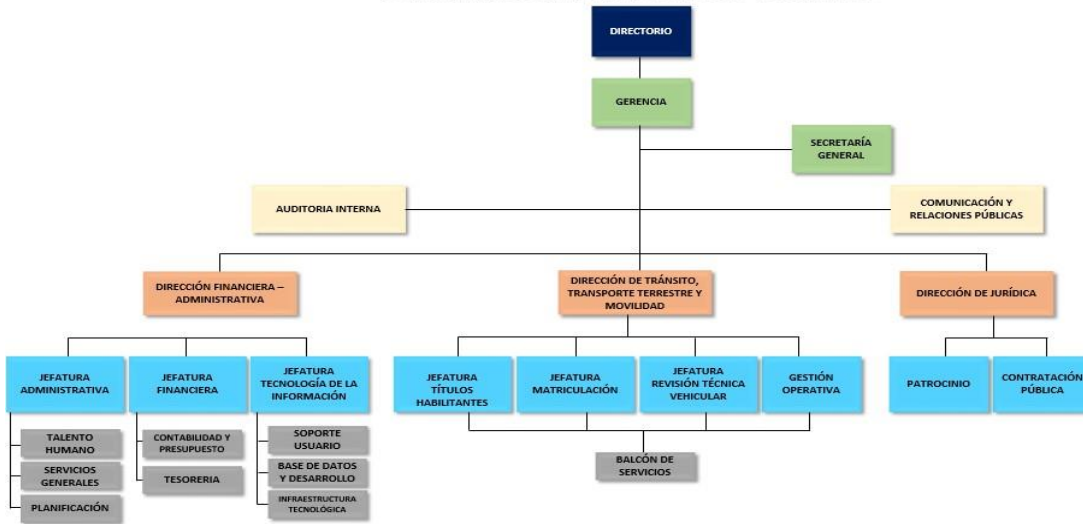 DIRECTORIO
GERENCIA
SECRETARÍA
GENERAL
AUDITORIA INTERNA
COMUNICACIÓN Y
RELACIONES PÚBLICAS
DIRECCIÓN FINANCIERA –
ADMINISTRATIVA
DIRECCIÓN DE TRÁNSITO,
TRANSPORTE TERRESTRE Y
MOVILIDAD
DIRECCIÓN DE JURÍDICA
JEFATURA
ADMINISTRATIVA
JEFATURA
FINANCIERA
JEFATURA
TECNOLOGÍA DE LA
INFORMACIÓN
JEFATURA
TÍTULOS
HABILITANTES
JEFATURA
MATRICULACIÓN
JEFATURA
REVISIÓN TÉCNICA
VEHICULAR
GESTIÓN
OPERATIVA
PATROCINIO
CONTRATACIÓN
PÚBLICA
TALENTO
HUMANO
SERVICIOS
GENERALES
PLANIFICACIÓN
CONTABILIDAD Y
PRESUPUESTO
TESORERIA
SOPORTE
USUARIO
BASE DE DATOS
Y DESARROLLO
INFRAESTRUCTURA
TECNOLÓGICA
BALCÓN DE
SERVICIOS